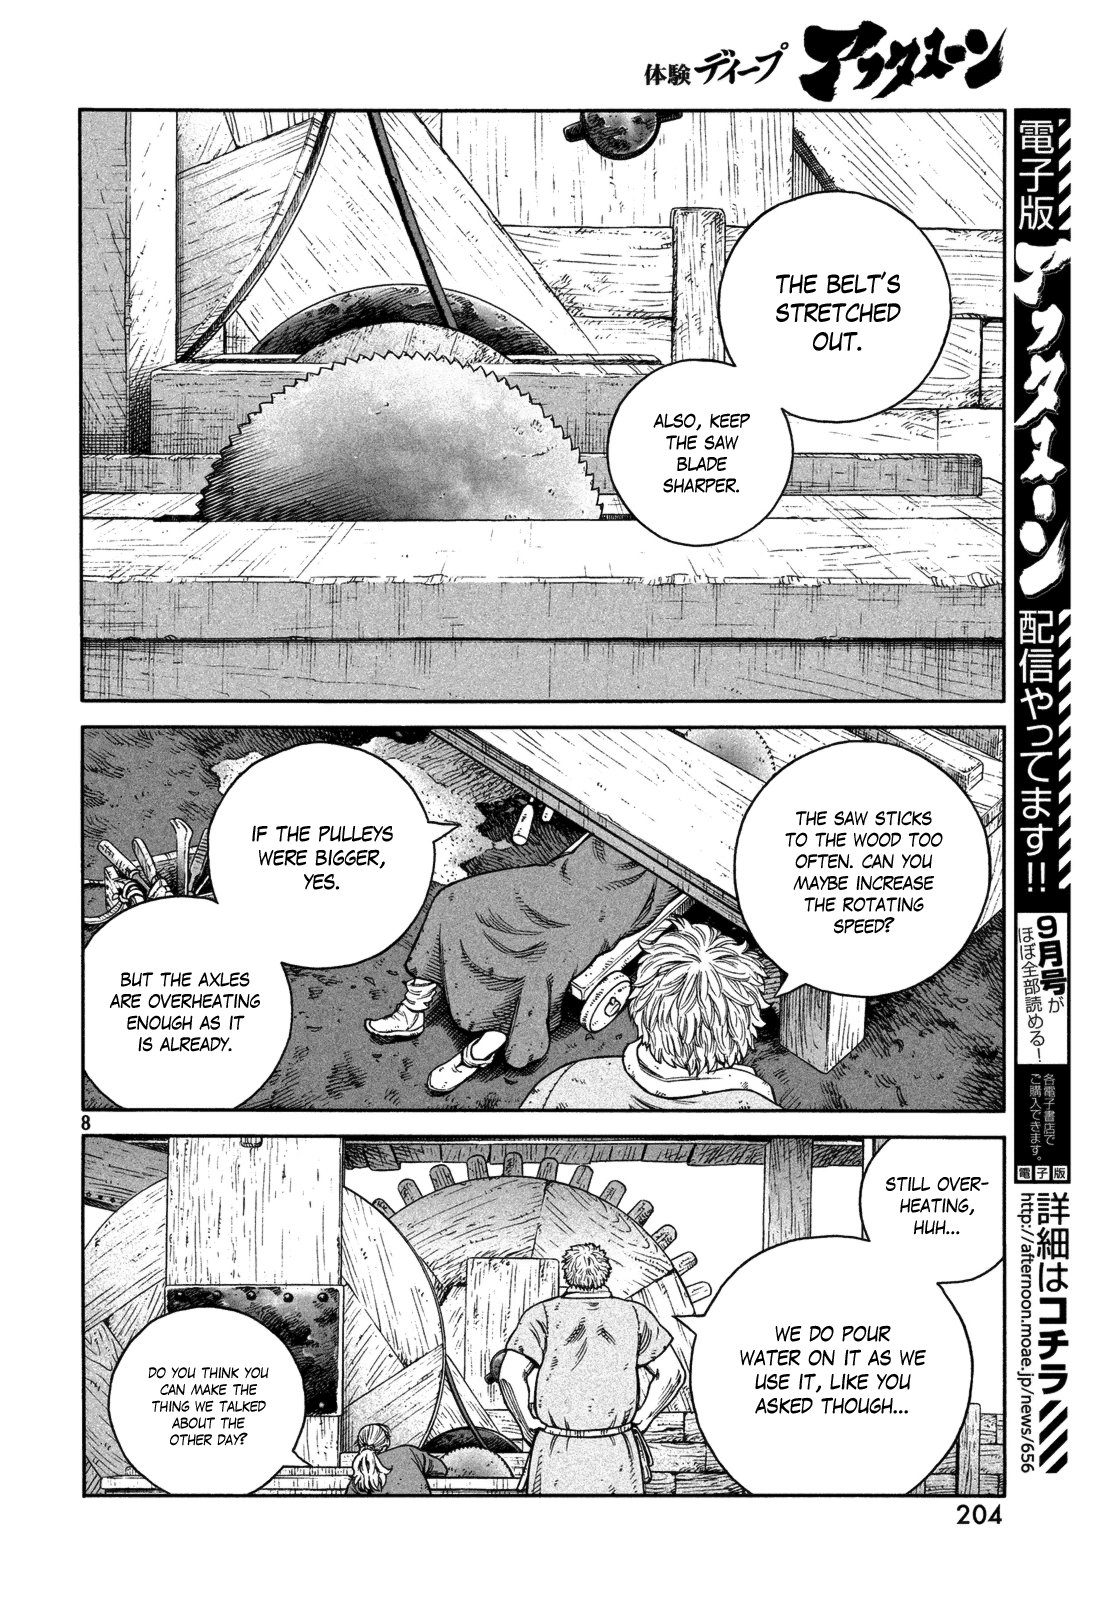 体験ディープ アフタヌーン
THE BELT'S
STRETCHED
OUT.
ALSO, KEEP
THE SAW
BLADE
SHARPER.
THE SAW STICKS
TO THE WOOD TOO
OFTEN. CAN YOU
MAYBE INCREASE
THE ROTATING
SPEED?
IF THE PULLEYS
WERE BIGGER,
YES.
BUT THE AXLES
ARE OVERHEATING
ENOUGH AS IT
IS ALREADY.
8
STILL OVER-
HEATING,
HUH...
WE DO POUR
WATER ON IT AS WE
USE IT, LIKE YOU
ASKED THOUGH...
DO YOU THINK YOU
CAN MAKE THE
THING WE TALKED
ABOUT THE
OTHER DAY?
204
電子版アフタヌーン配信やってます!!
9月号が
ほぼ全部読める!
各電子書店で
ご購入できます。
電子版
詳細はコチラ
http://afternoon.moae.jp/news/656